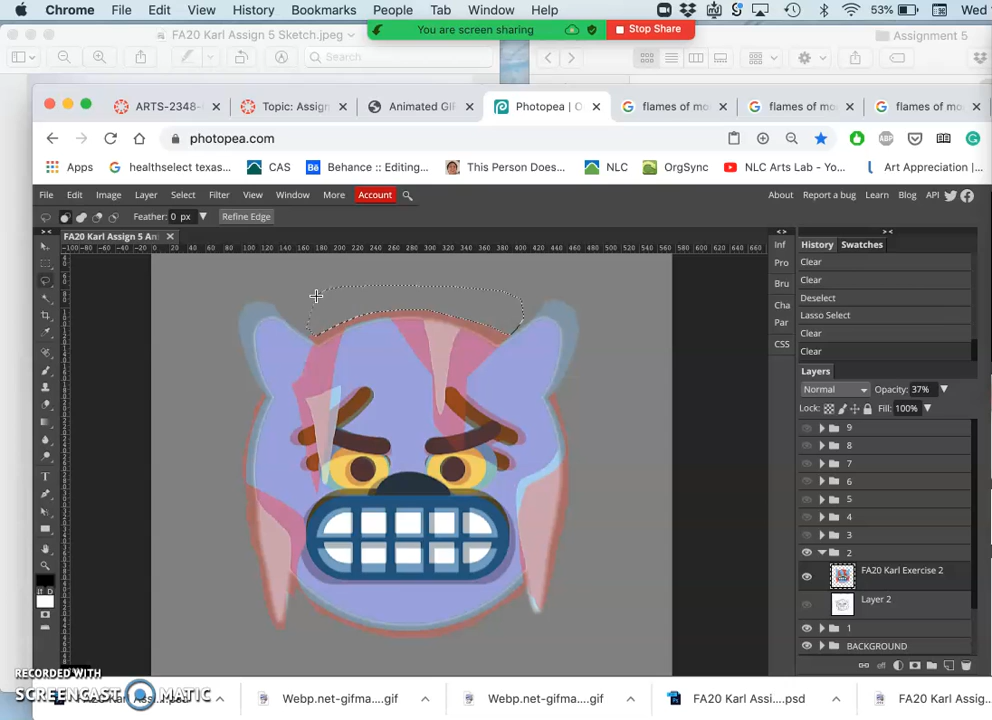 Chrome File Edit View History Bookmarks People Tab Window Help 53% Wed
FA20 Karl Assign 5 Sketch.jpeg
You are screen sharing Stop Share
Assignment 5
Search
ARTS-2348- Topic: Assig Animated GI Photopea | O flames of mo flames of mo flames of mo
photopea.com
Apps healthselect texas... CAS Behance :: Editing... This Person Does... NLC OrgSync NLC Arts Lab - Yo... Art Appreciation |...
File Edit Image Layer Select Filter View Window More Account About Report a bug Learn Blog API
Feather: 0 px Refine Edge
FA20 Karl Assign 5 An
Inf
Pro
Bru
Cha
Par
CSS
History Swatches
Clear
Clear
Deselect
Lasso Select
Clear
Clear
Layers
Normal Opacity: 37%
Lock: Fill: 100%
9
8
7
6
5
4
3
2
FA20 Karl Exercise 2
Layer 2
1
BACKGROUND
RECORDED WITH
SCREENCAST MATIC
Webp.net-gifma....gif Webp.net-gifma....gif FA20 Karl Assi....psd FA20 Karl Assig